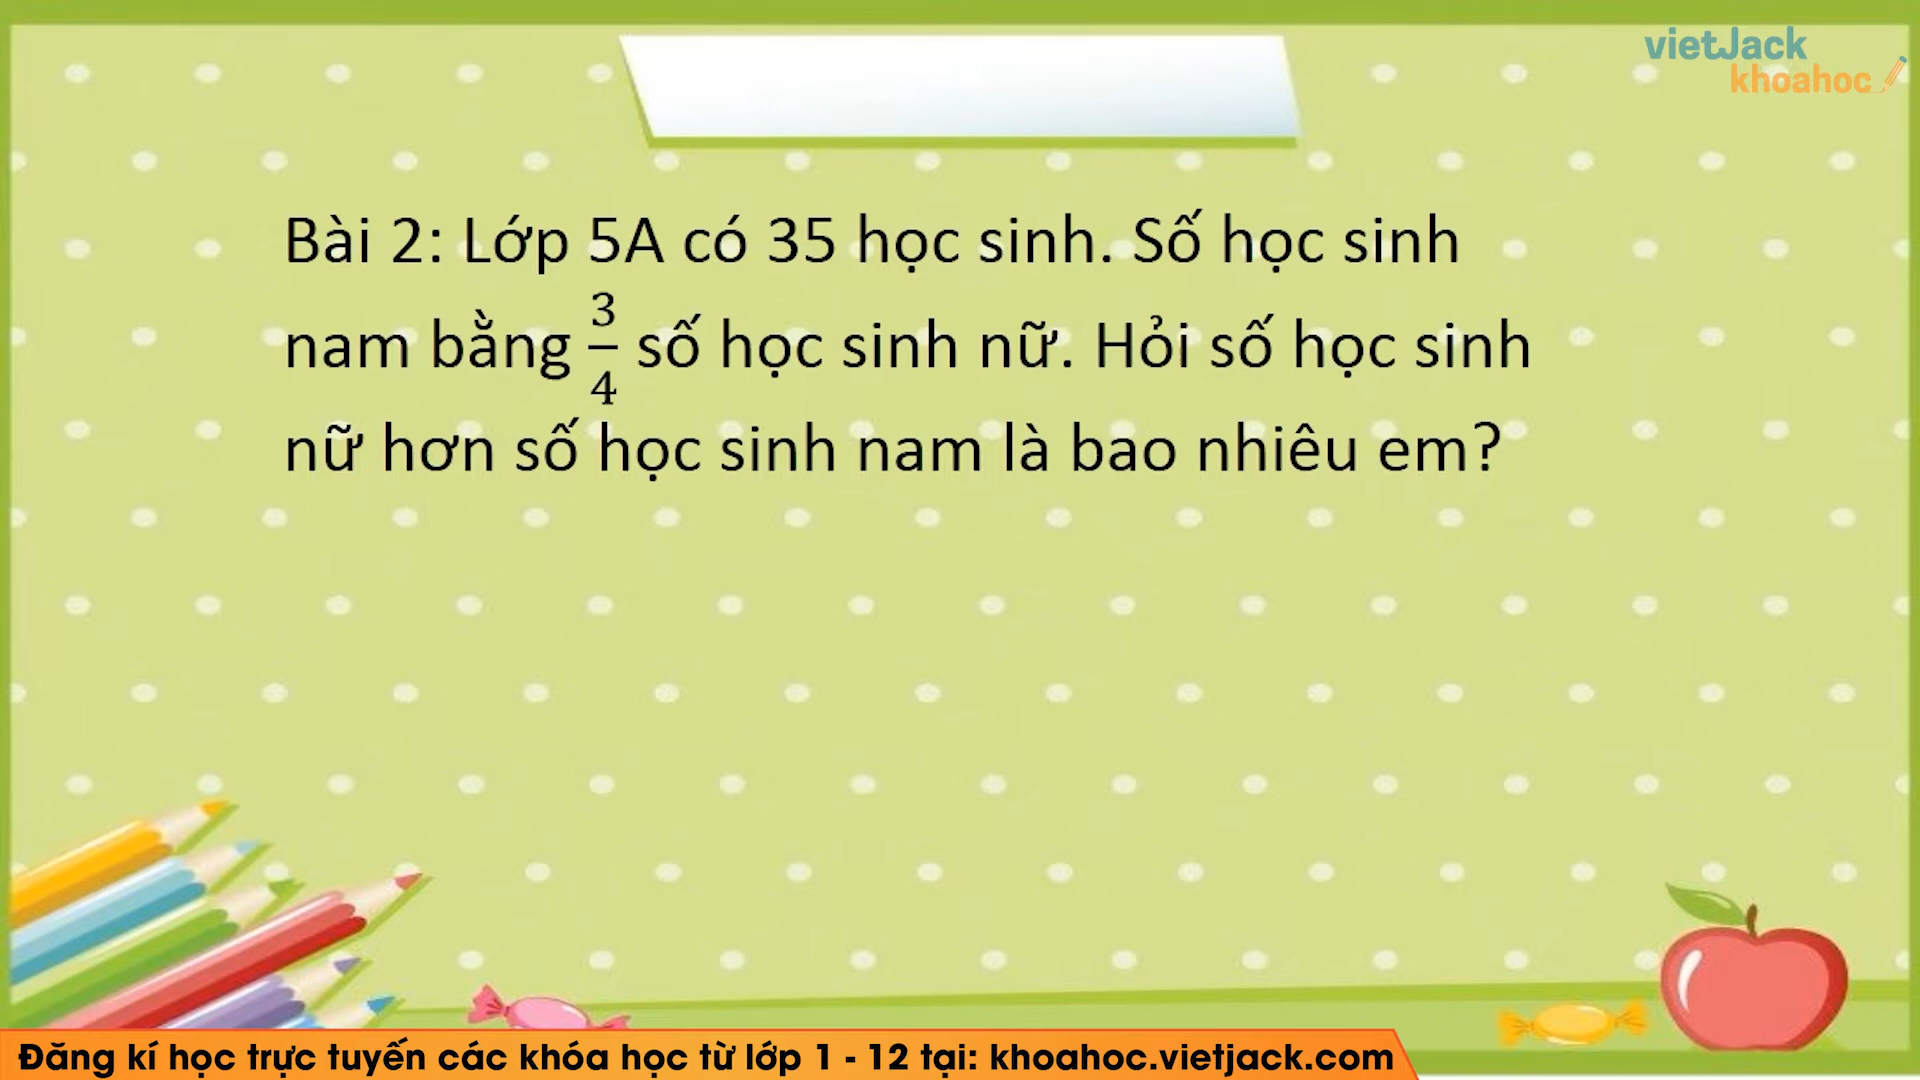 vietJack
khoahoc
Bài 2: Lớp 5A có 35 học sinh. Số học sinh
nam bằng 3/4 số học sinh nữ. Hỏi số học sinh
nữ hơn số học sinh nam là bao nhiêu em?
Đăng kí học trực tuyến các khóa học từ lớp 1 - 12 tại: khoahoc.vietjack.com